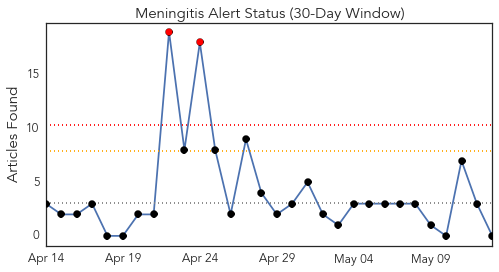 Meningitis Alert Status (30-Day Window)
Articles Found
15
10
5
0
Apr 14 Apr 19 Apr 24 Apr 29 May 04 May 09